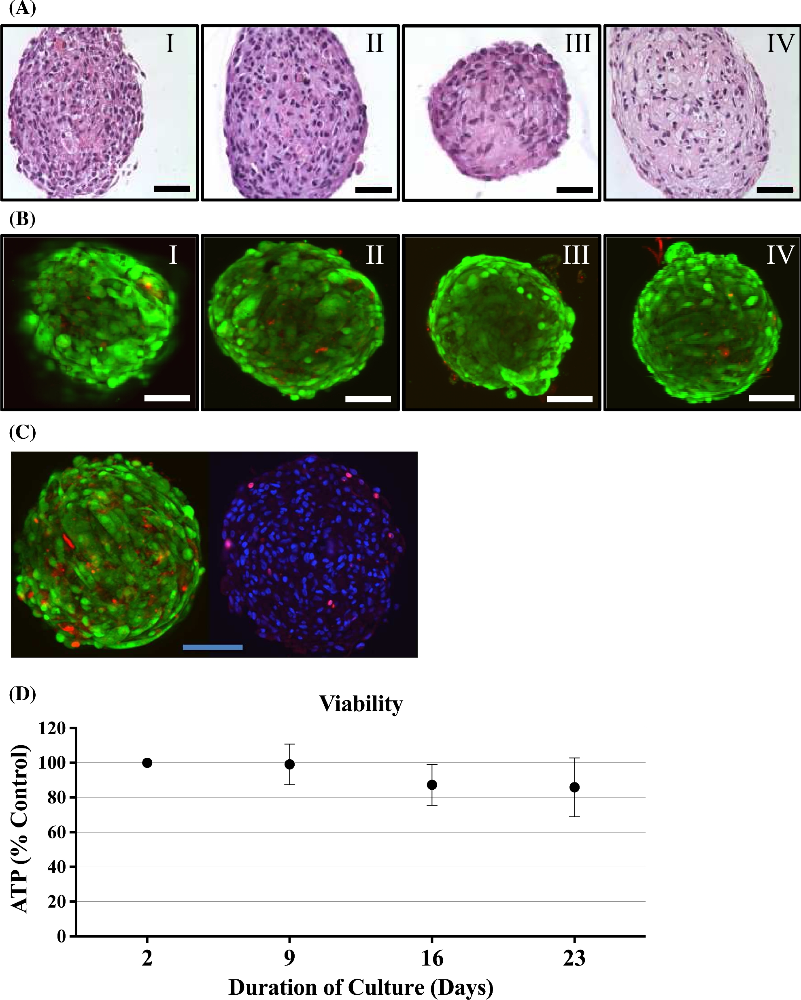 (A)
I II III IV
(B)
I II III IV
(C)
(D)
Viability
120
100
80
60
40
20
0
ATP (% Control)
2 9 16 23
Duration of Culture (Days)